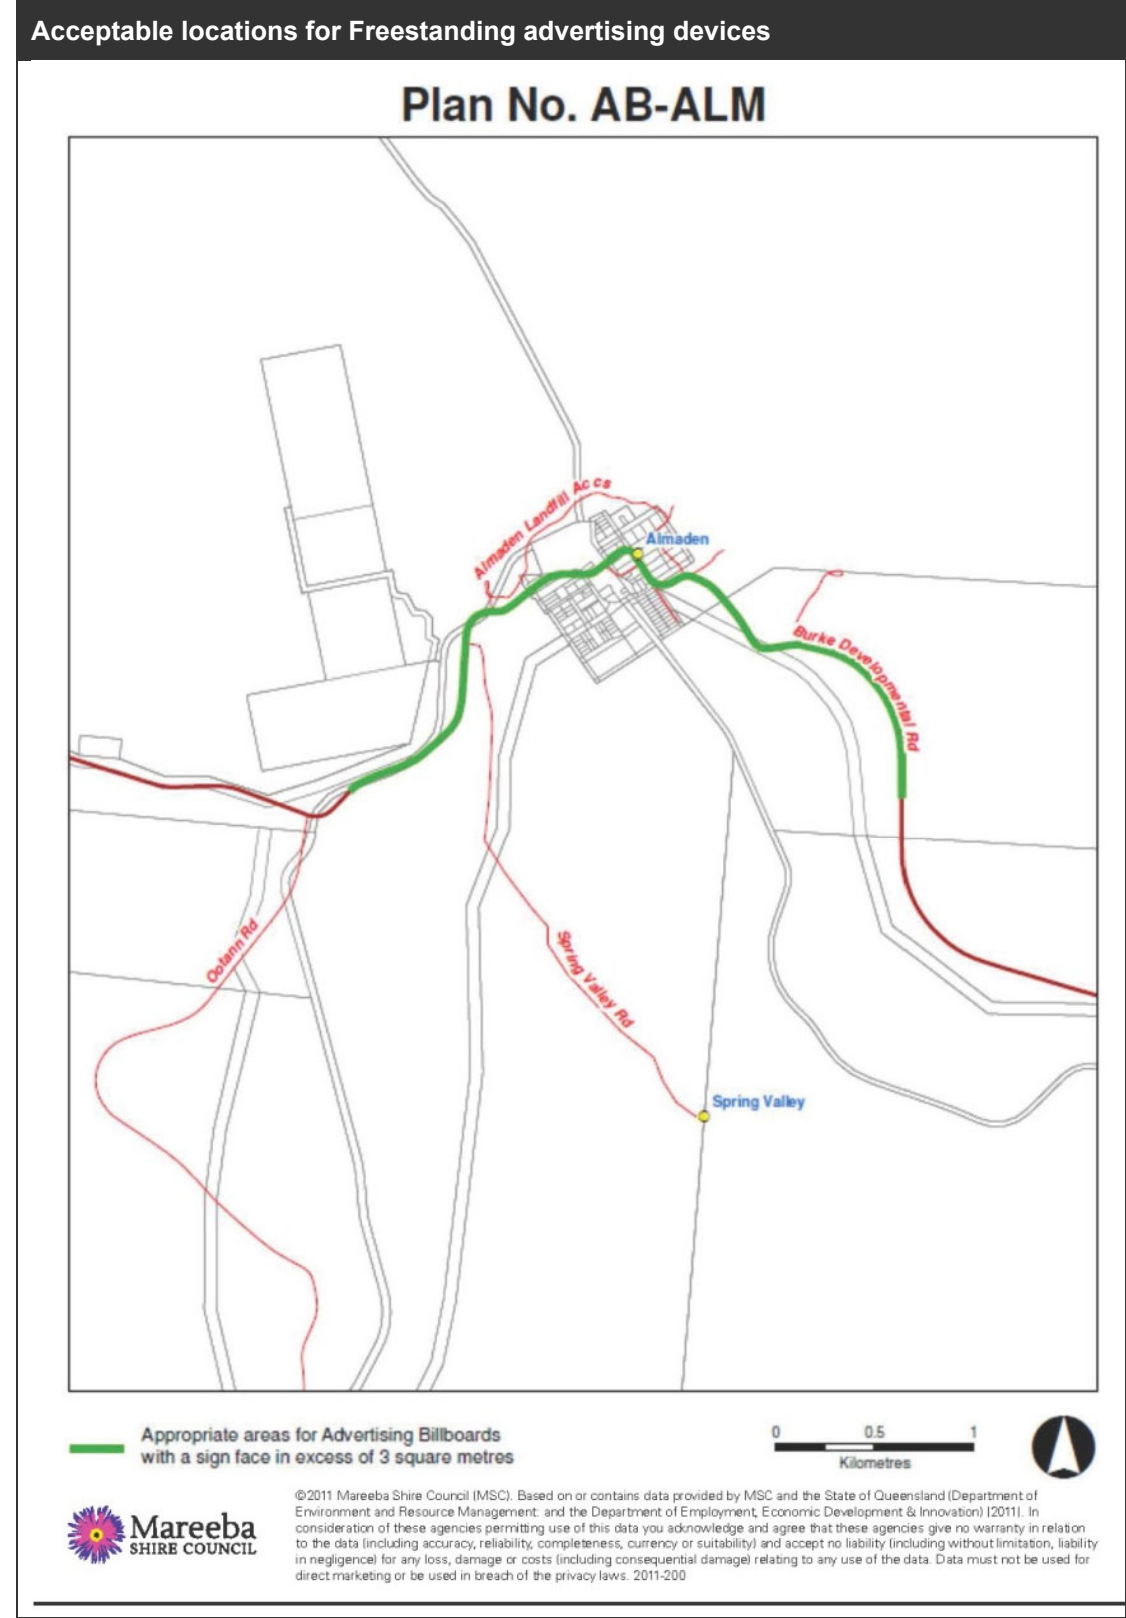 Acceptable locations for Freestanding advertising devices
Plan No. AB-ALM
Almaden Landfill Accs
Almaden
Burke Developmental Rd
Ootann Rd
Spring Valley Rd
Spring Valley
Appropriate areas for Advertising Billboards
with a sign face in excess of 3 square metres
0 0.5 1
Kilometres
Mareeba
SHIRE COUNCIL
©2011 Mareeba Shire Council (MSC). Based on or contains data provided by MSC and the State of Queensland (Department of
Environment and Resource Management: and the Department of Employment, Economic Development & Innovation) [2011]. In
consideration of these agencies permitting use of this data you acknowledge and agree that these agencies give no warranty in relation
to the data (including accuracy, reliability, completeness, currency or suitability) and accept no liability (including without limitation, liability
in negligence) for any loss, damage or costs (including consequential damage) relating to any use of the data. Data must not be used for
direct marketing or be used in breach of the privacy laws. 2011-200